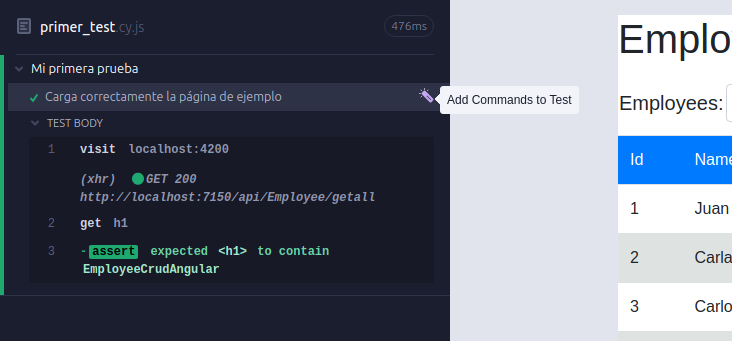 primer_test.cy.js
476ms
Mi primera prueba
Carga correctamente la página de ejemplo
Add Commands to Test
TEST BODY
1 visit localhost:4200
(xhr) GET 200
http://localhost:7150/api/Employee/getall
2 get h1
3 -assert expected <h1> to contain
EmployeeCrudAngular
Emplo
Employees:
Id Name
1 Juan
2 Carla
3 Carlo